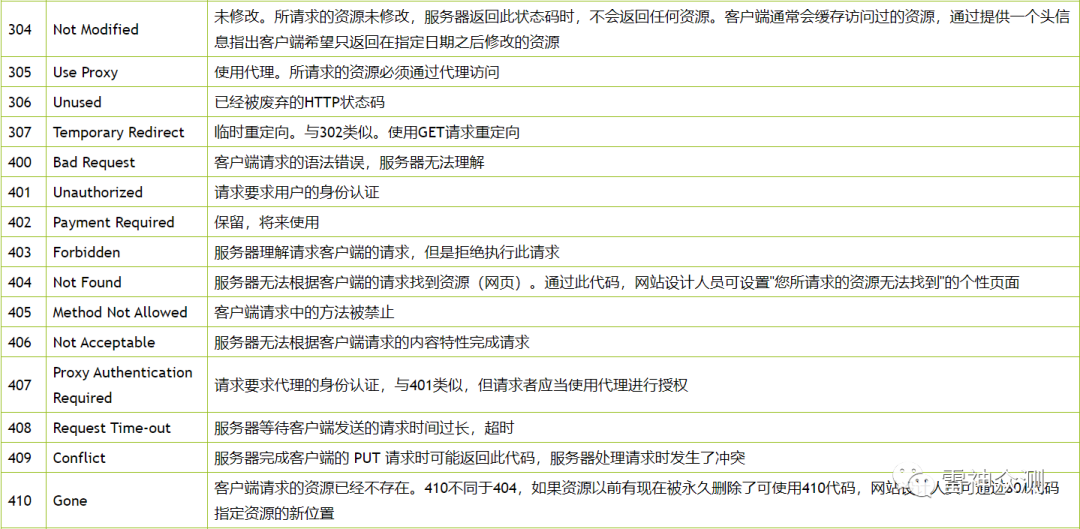 304 Not Modified 未修改。所请求的资源未修改，服务器返回此状态码时，不会返回任何资源。客户端通常会缓存访问过的资源，通过提供一个头信
息指出客户端希望只返回在指定日期之后修改的资源
305 Use Proxy 使用代理。所请求的资源必须通过代理访问
306 Unused 已经被废弃的HTTP状态码
307 Temporary Redirect 临时重定向。与302类似。使用GET请求重定向
400 Bad Request 客户端请求的语法错误，服务器无法理解
401 Unauthorized 请求要求用户的身份认证
402 Payment Required 保留，将来使用
403 Forbidden 服务器理解请求客户端的请求，但是拒绝执行此请求
404 Not Found 服务器无法根据客户端的请求找到资源（网页）。通过此代码，网站设计人员可设置"您所请求的资源无法找到"的个性页面
405 Method Not Allowed 客户端请求中的方法被禁止
406 Not Acceptable 服务器无法根据客户端请求的内容特性完成请求
407 Proxy Authentication
Required 请求要求代理的身份认证，与401类似，但请求者应当使用代理进行授权
408 Request Time-out 服务器等待客户端发送的请求时间过长，超时
409 Conflict 服务器完成客户端的 PUT 请求时可能返回此代码，服务器处理请求时发生了冲突
410 Gone 客户端请求的资源已经不存在。410不同于404，如果资源以前有现在被永久删除了可使用410代码，网站设计人员可通过301代码
指定资源的新位置
雷神众测